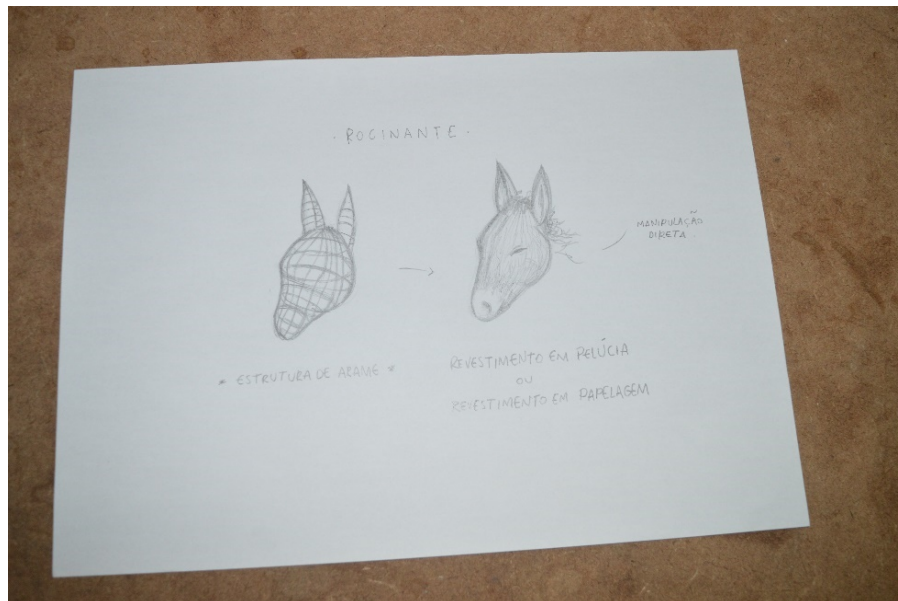 · ROCINANTE ·
MANIPULAÇÃO
DIRETA
* ESTRUTURA DE ARAME *
REVESTIMENTO EM PELÚCIA
OU
REVESTIMENTO EM PAPELAGEM